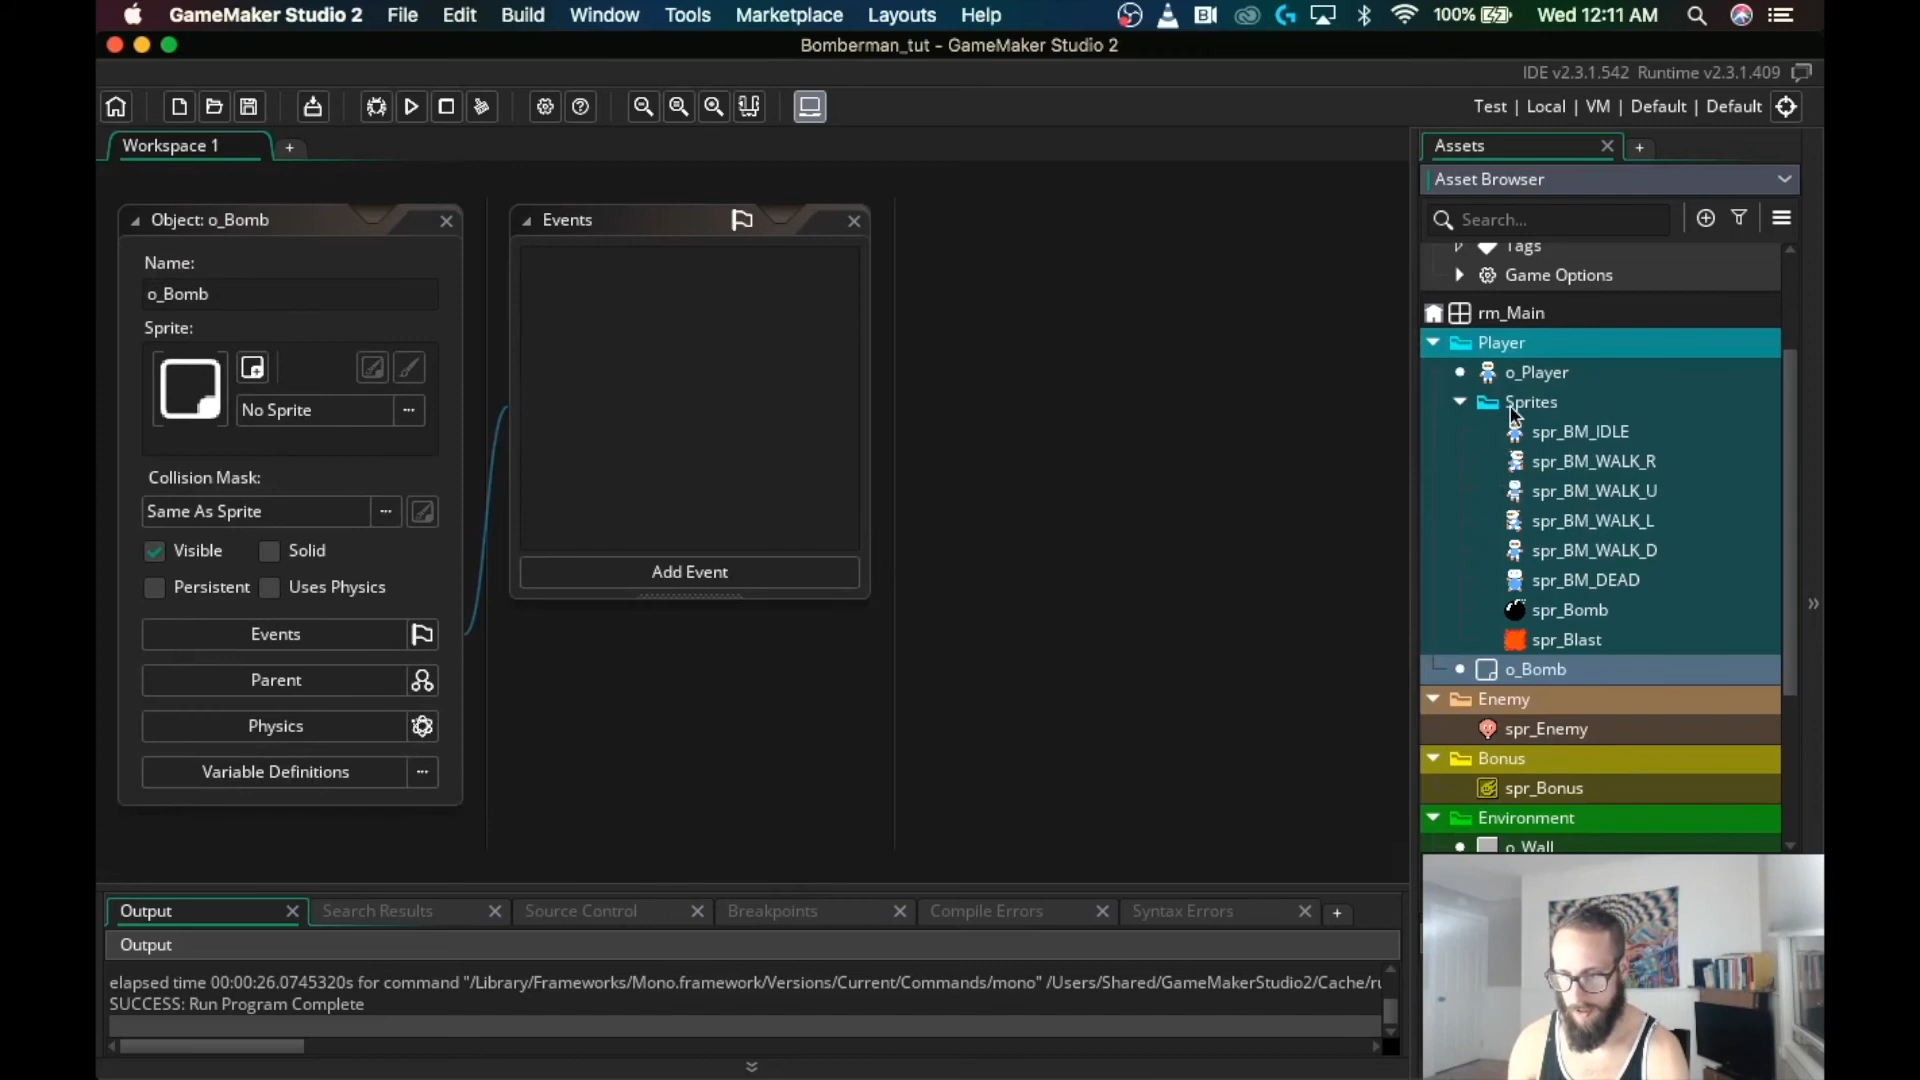 GameMaker Studio 2 File Edit Build Window Tools Marketplace Layouts Help 100% Wed 12:11 AM
Bomberman_tut - GameMaker Studio 2
IDE v2.3.1.542 Runtime v2.3.1.409
Test | Local | VM | Default | Default
Workspace 1
Assets
Asset Browser
Search...
Tags
Game Options
rm_Main
Player
o_Player
Sprites
spr_BM_IDLE
spr_BM_WALK_R
spr_BM_WALK_U
spr_BM_WALK_L
spr_BM_WALK_D
spr_BM_DEAD
spr_Bomb
spr_Blast
o_Bomb
Enemy
spr_Enemy
Bonus
spr_Bonus
Environment
o_Wall
Object: o_Bomb
Name:
o_Bomb
Sprite:
No Sprite
Collision Mask:
Same As Sprite
Visible Solid
Persistent Uses Physics
Events
Parent
Physics
Variable Definitions
Events
Add Event
Output Search Results Source Control Breakpoints Compile Errors Syntax Errors
Output
elapsed time 00:00:26.0745320s for command "/Library/Frameworks/Mono.framework/Versions/Current/Commands/mono" /Users/Shared/GameMakerStudio2/Cache/ru
SUCCESS: Run Program Complete